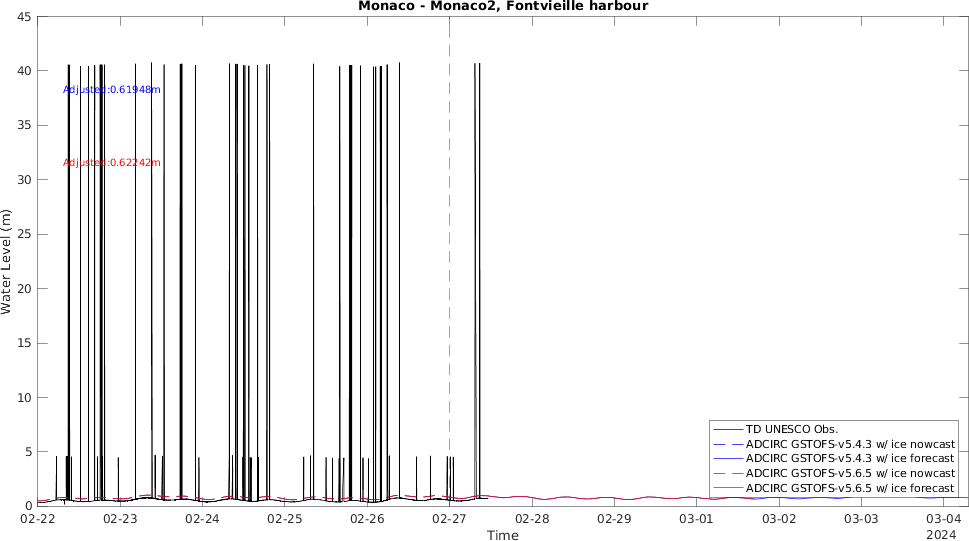 Monaco - Monaco2, Fontvieille harbour
45
40
35
30
25
20
15
10
5
0
Water Level (m)
Adjusted:0.61948m
Adjusted:0.62242m
TD UNESCO Obs.
ADCIRC GSTOFS-v5.4.3 w/ ice nowcast
ADCIRC GSTOFS-v5.4.3 w/ ice forecast
ADCIRC GSTOFS-v5.6.5 w/ ice nowcast
ADCIRC GSTOFS-v5.6.5 w/ ice forecast
02-22 02-23 02-24 02-25 02-26 02-27 02-28 02-29 03-01 03-02 03-03 03-04
2024
Time